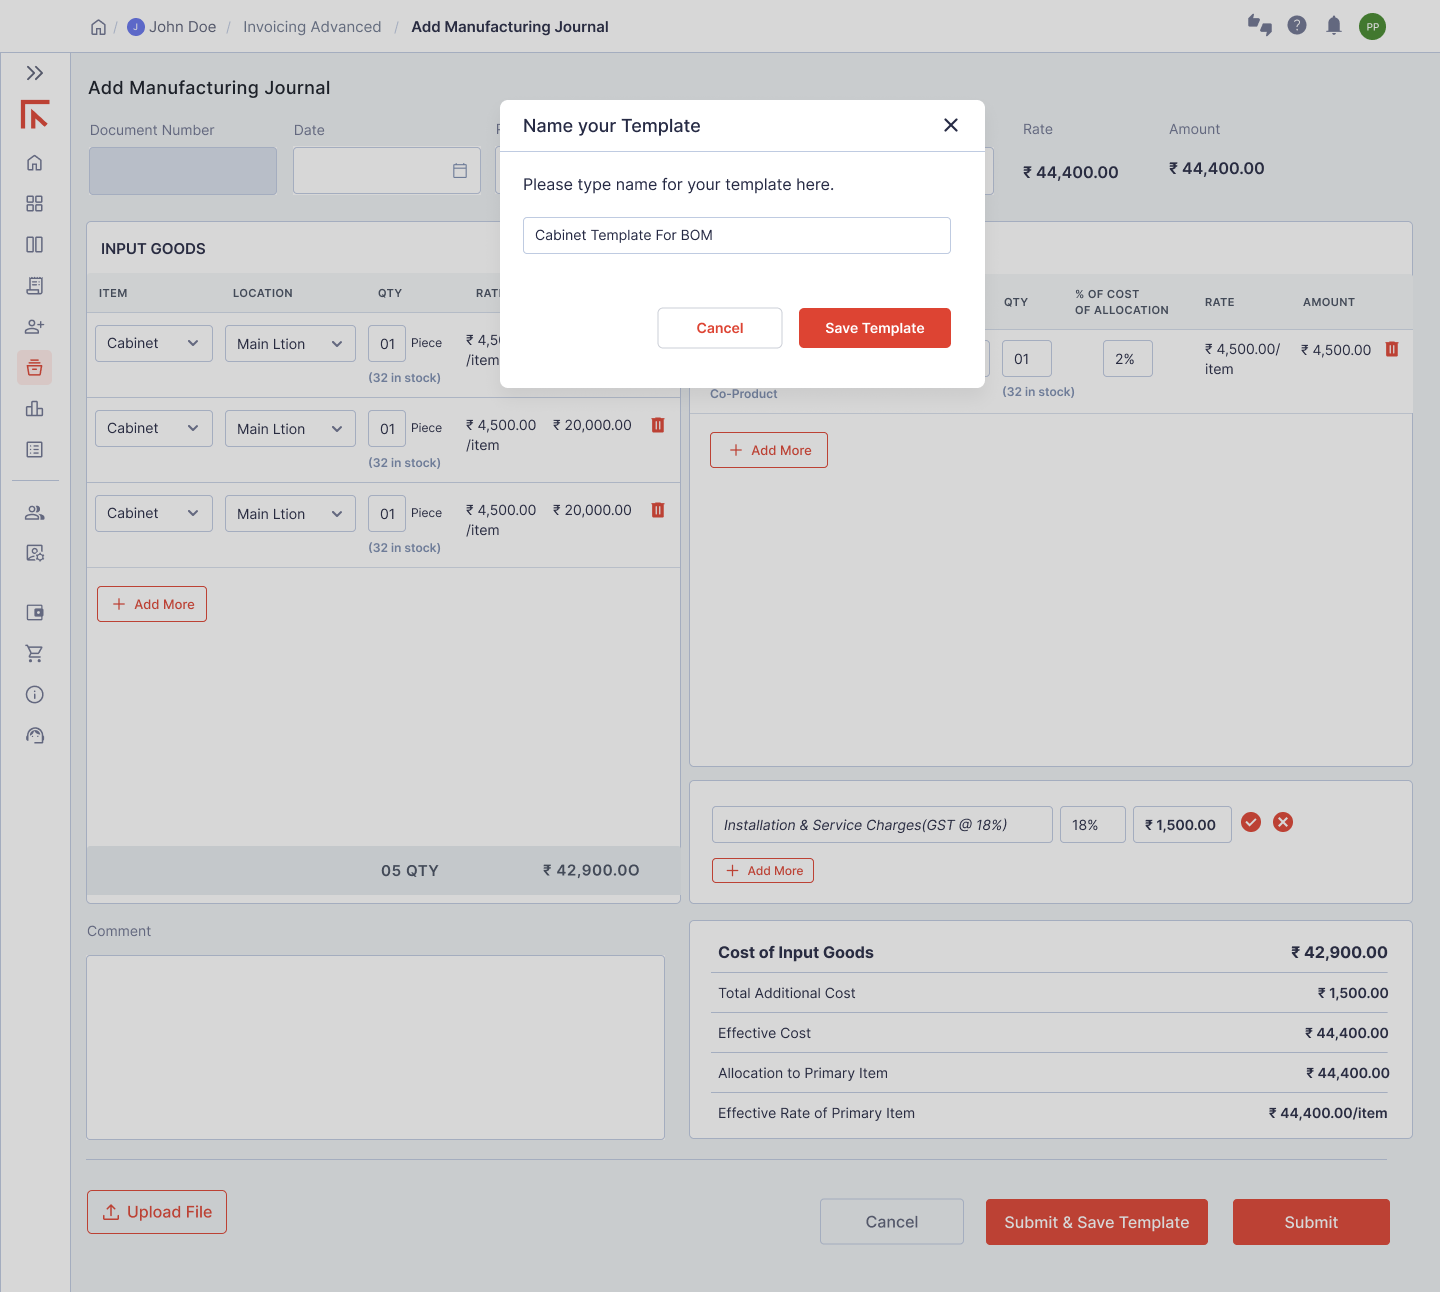 / J John Doe / Invoicing Advanced / Add Manufacturing Journal
PP
Add Manufacturing Journal
Document Number
Date
Rate
Amount
₹ 44,400.00
₹ 44,400.00
Name your Template
Please type name for your template here.
Cabinet Template For BOM
Cancel
Save Template
INPUT GOODS
ITEM LOCATION QTY
Cabinet Main Ltion 01 Piece
/item
(32 in stock)
Cabinet Main Ltion 01 Piece ₹ 4,500.00 ₹ 20,000.00
/item
(32 in stock)
Cabinet Main Ltion 01 Piece ₹ 4,500.00 ₹ 20,000.00
/item
(32 in stock)
Add More
05 QTY ₹ 42,900.0O
QTY % OF COST RATE AMOUNT
OF ALLOCATION
01 2% ₹ 4,500.00/ ₹ 4,500.00
item
Co-Product (32 in stock)
Add More
Installation & Service Charges(GST @ 18%) 18% ₹ 1,500.00
Add More
Comment
Cost of Input Goods ₹ 42,900.00
Total Additional Cost ₹ 1,500.00
Effective Cost ₹ 44,400.00
Allocation to Primary Item ₹ 44,400.00
Effective Rate of Primary Item ₹ 44,400.00/item
Upload File
Cancel
Submit & Save Template
Submit